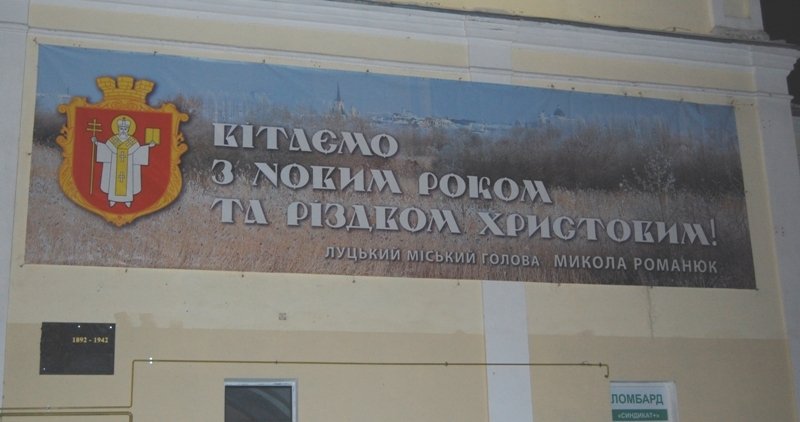 ВІТАЄМО
З НОВИМ РОКОМ
ТА РІЗДВОМ ХРИСТОВИМ!
ЛУЦЬКИЙ МІСЬКИЙ ГОЛОВА МИКОЛА РОМАНЮК
1892 - 1942
ЛОМБАРД
"СИНДИКАТ+"